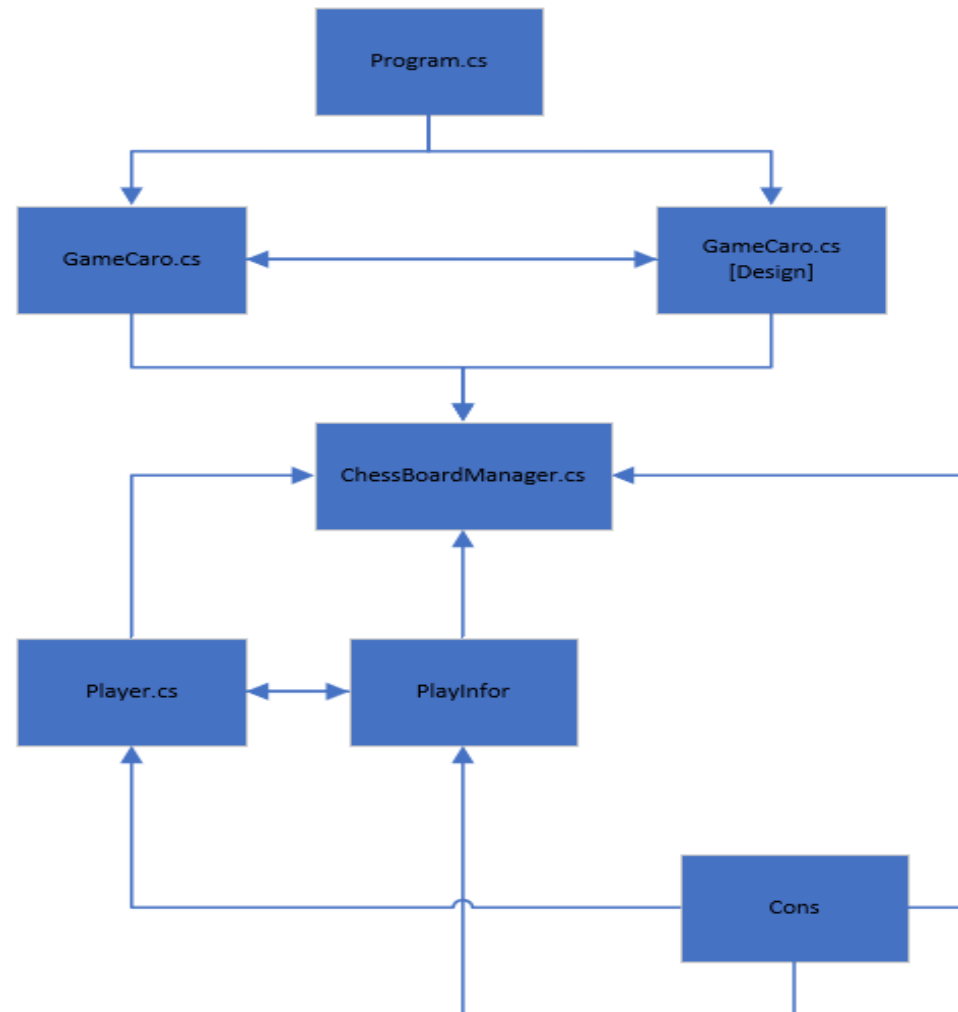 Program.cs
GameCaro.cs
GameCaro.cs
[Design]
ChessBoardManager.cs
Player.cs
PlayInfor
Cons